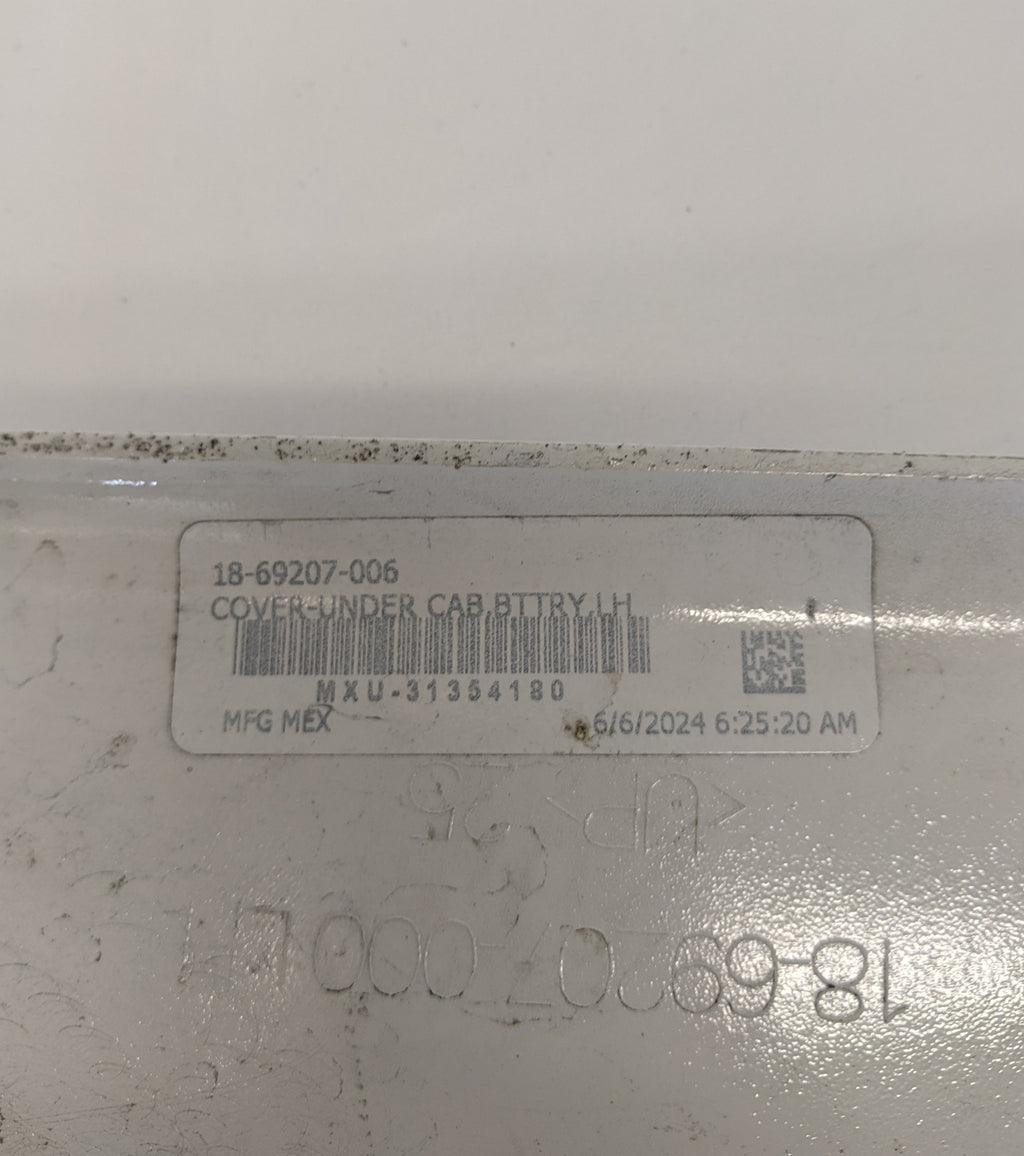 18-69207-006
COVER-UNDER CAB,BTTRY,LH
MXU-31354180
MFG MEX 6/6/2024 6:25:20 AM
<UP>
18-69207-000